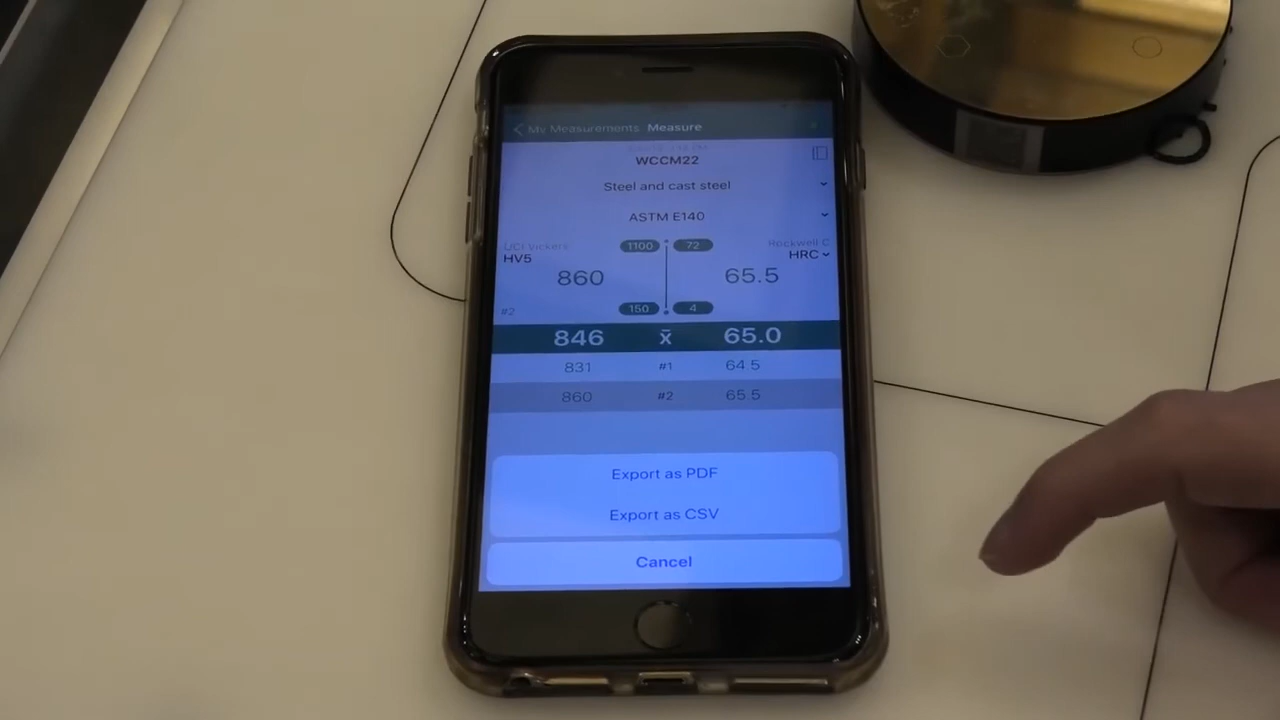 My Measurements Measure
WCCM22
Steel and cast steel
ASTM E140
UCI Vickers 1100 72 Rockwell C
HV5 HRC
860 65.5
#2 150 4
846 x̄ 65.0
831 #1 64.5
860 #2 65.5
Export as PDF
Export as CSV
Cancel